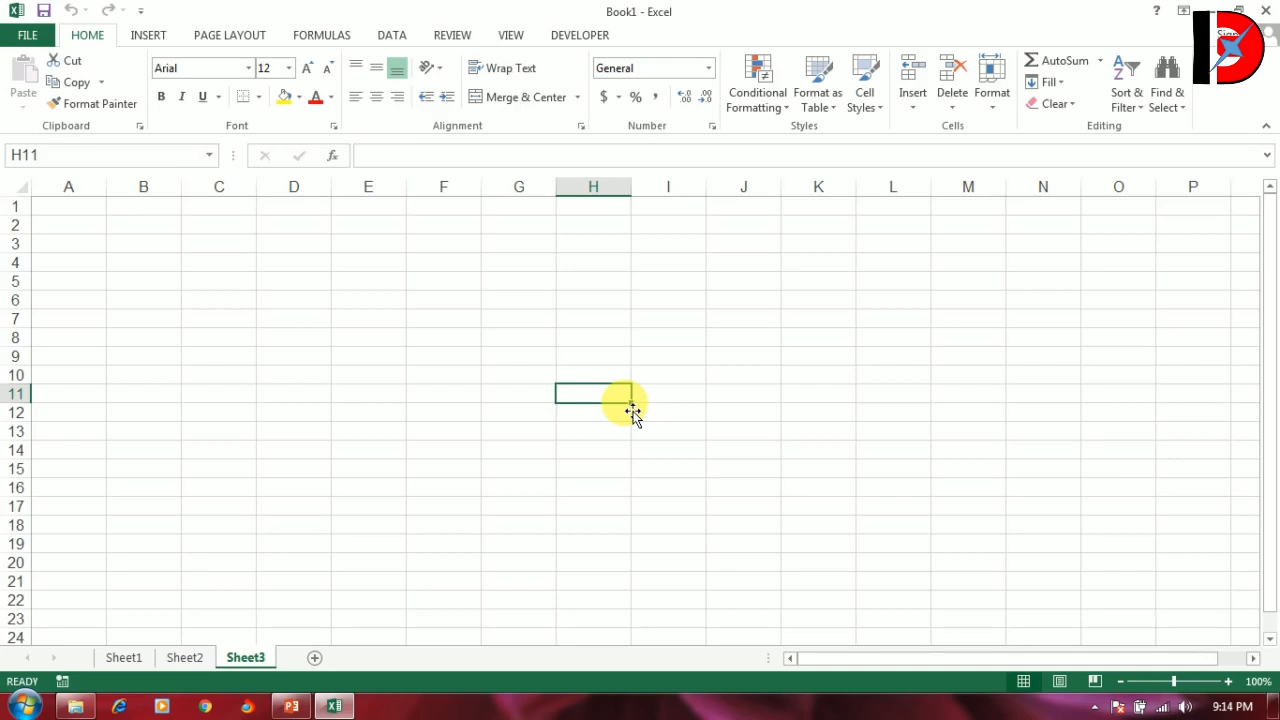 Book1 - Excel
?
FILE HOME INSERT PAGE LAYOUT FORMULAS DATA REVIEW VIEW DEVELOPER
Cut
Copy
Format Painter
Paste
Clipboard
Arial 12
B I U
Font
Wrap Text
Merge & Center
Alignment
General
$ % ,
Number
Conditional Formatting
Format as Table
Cell Styles
Styles
Insert Delete Format
Cells
AutoSum
Fill
Clear
Sort & Filter
Find & Select
Editing
H11 fx
A B C D E F G H I J K L M N O P
1
2
3
4
5
6
7
8
9
10
11
12
13
14
15
16
17
18
19
20
21
22
23
24
Sheet1 Sheet2 Sheet3
READY 100%
9:14 PM